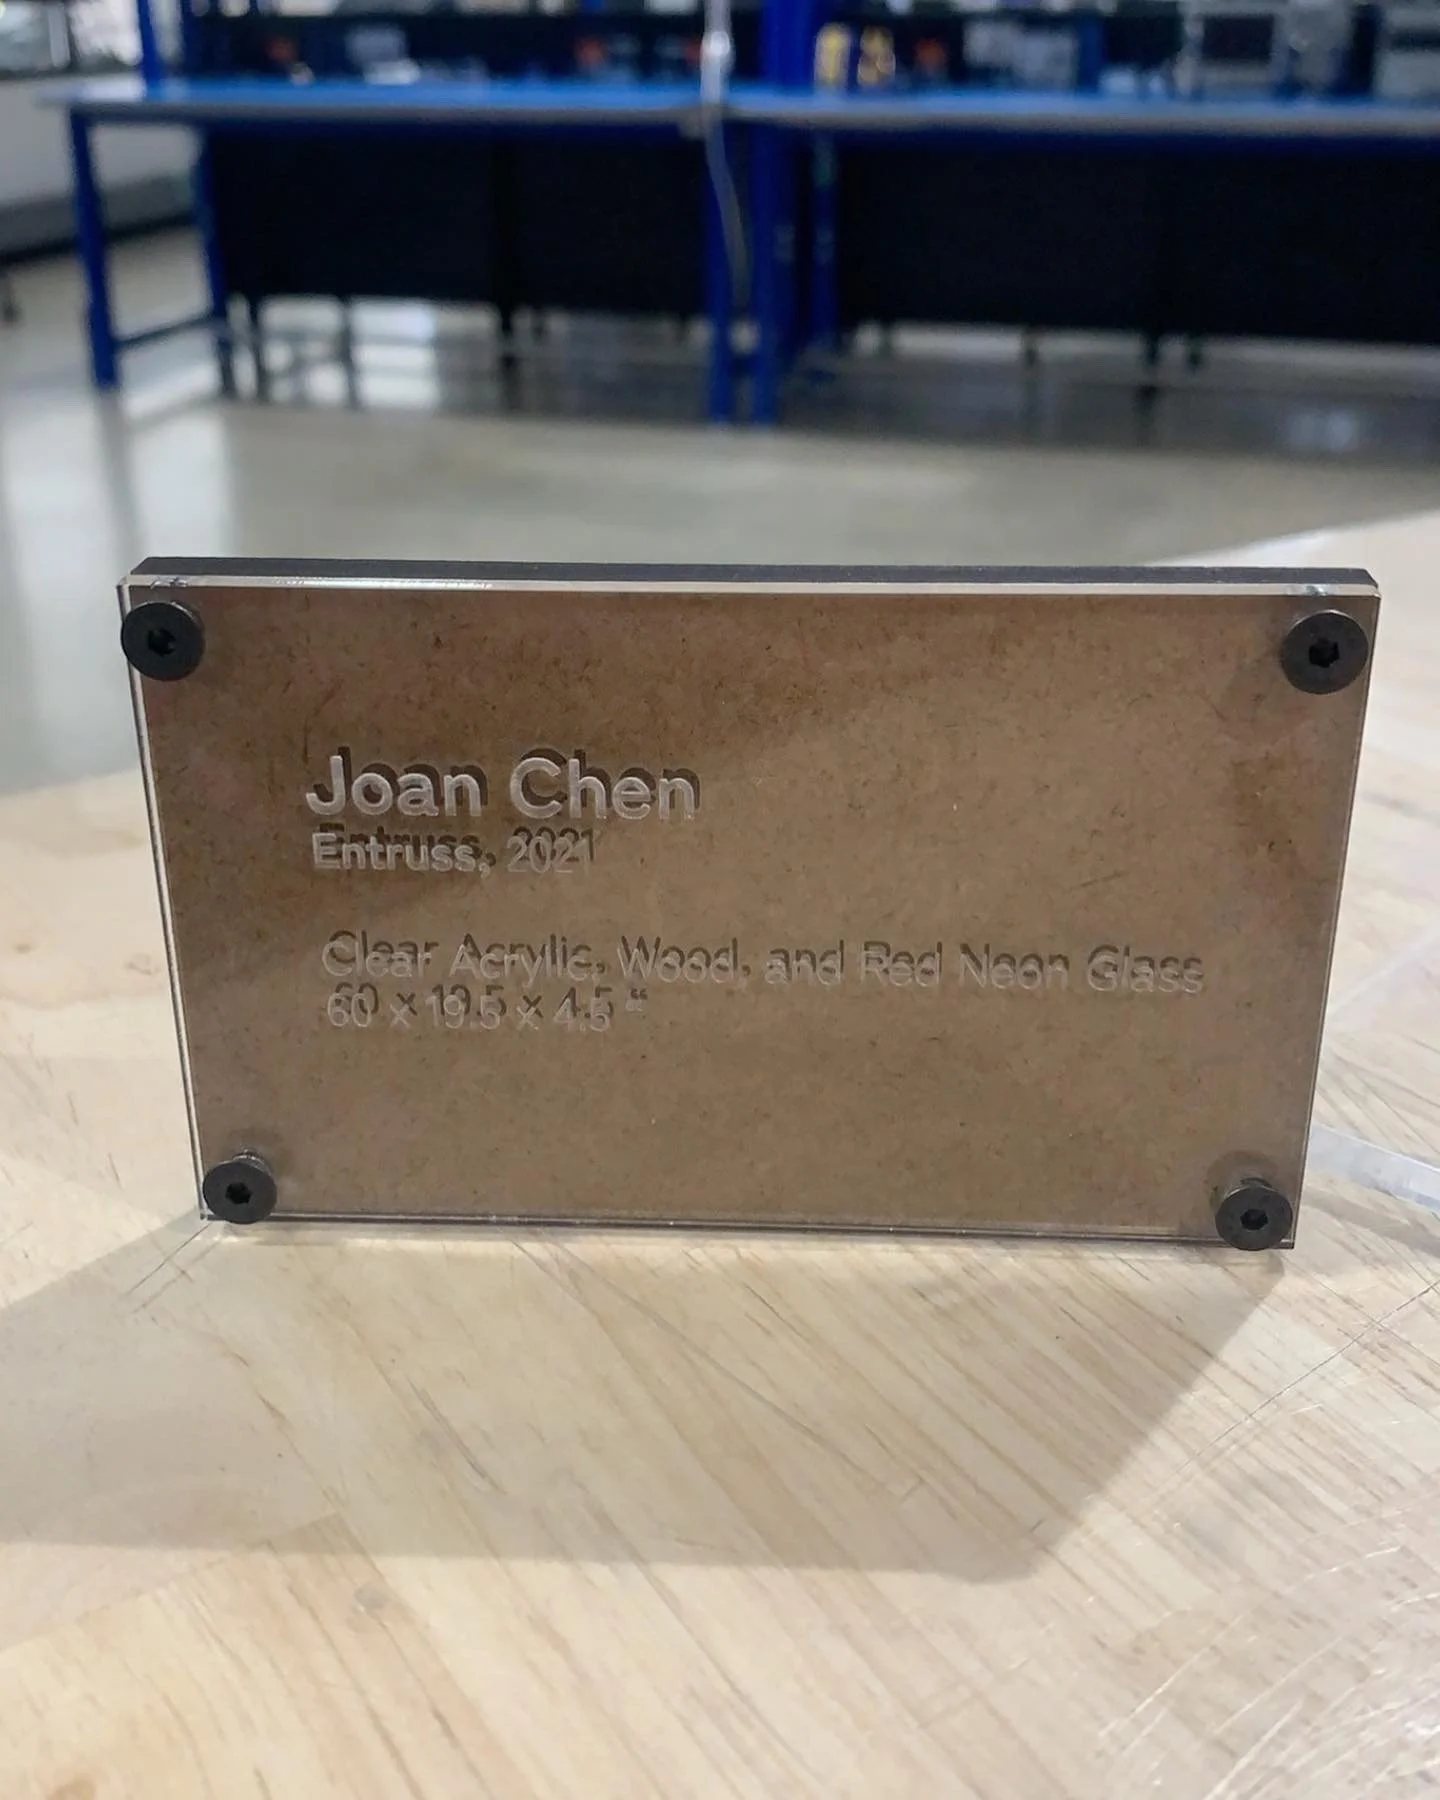 Joan Chen
Entruss, 2021
Clear Acrylic, Wood, and Red Neon Glass
60 x 19.5 x 4.5 “